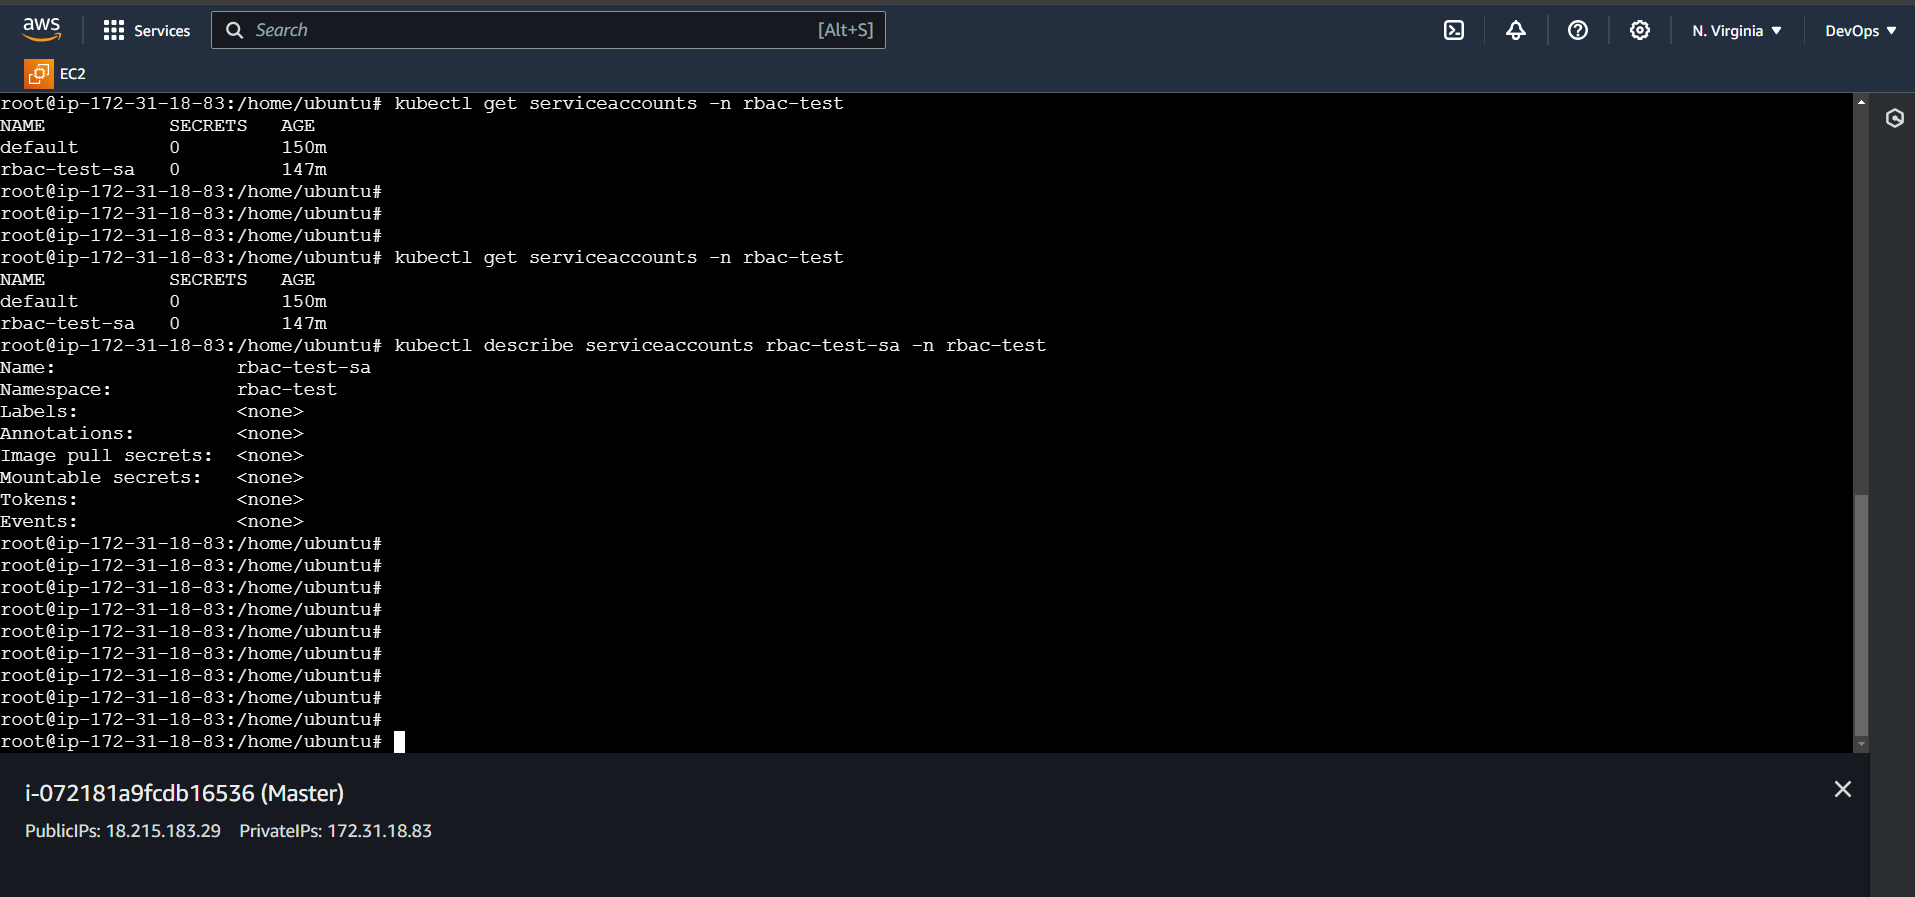 aws
Services
Search
[Alt+S]
N. Virginia
DevOps
EC2
root@ip-172-31-18-83:/home/ubuntu# kubectl get serviceaccounts -n rbac-test
NAME SECRETS AGE
default 0 150m
rbac-test-sa 0 147m
root@ip-172-31-18-83:/home/ubuntu#
root@ip-172-31-18-83:/home/ubuntu#
root@ip-172-31-18-83:/home/ubuntu#
root@ip-172-31-18-83:/home/ubuntu# kubectl get serviceaccounts -n rbac-test
NAME SECRETS AGE
default 0 150m
rbac-test-sa 0 147m
root@ip-172-31-18-83:/home/ubuntu# kubectl describe serviceaccounts rbac-test-sa -n rbac-test
Name: rbac-test-sa
Namespace: rbac-test
Labels: <none>
Annotations: <none>
Image pull secrets: <none>
Mountable secrets: <none>
Tokens: <none>
Events: <none>
root@ip-172-31-18-83:/home/ubuntu#
root@ip-172-31-18-83:/home/ubuntu#
root@ip-172-31-18-83:/home/ubuntu#
root@ip-172-31-18-83:/home/ubuntu#
root@ip-172-31-18-83:/home/ubuntu#
root@ip-172-31-18-83:/home/ubuntu#
root@ip-172-31-18-83:/home/ubuntu#
root@ip-172-31-18-83:/home/ubuntu#
root@ip-172-31-18-83:/home/ubuntu#
root@ip-172-31-18-83:/home/ubuntu#
i-072181a9fcdb16536 (Master)
PublicIPs: 18.215.183.29 PrivateIPs: 172.31.18.83